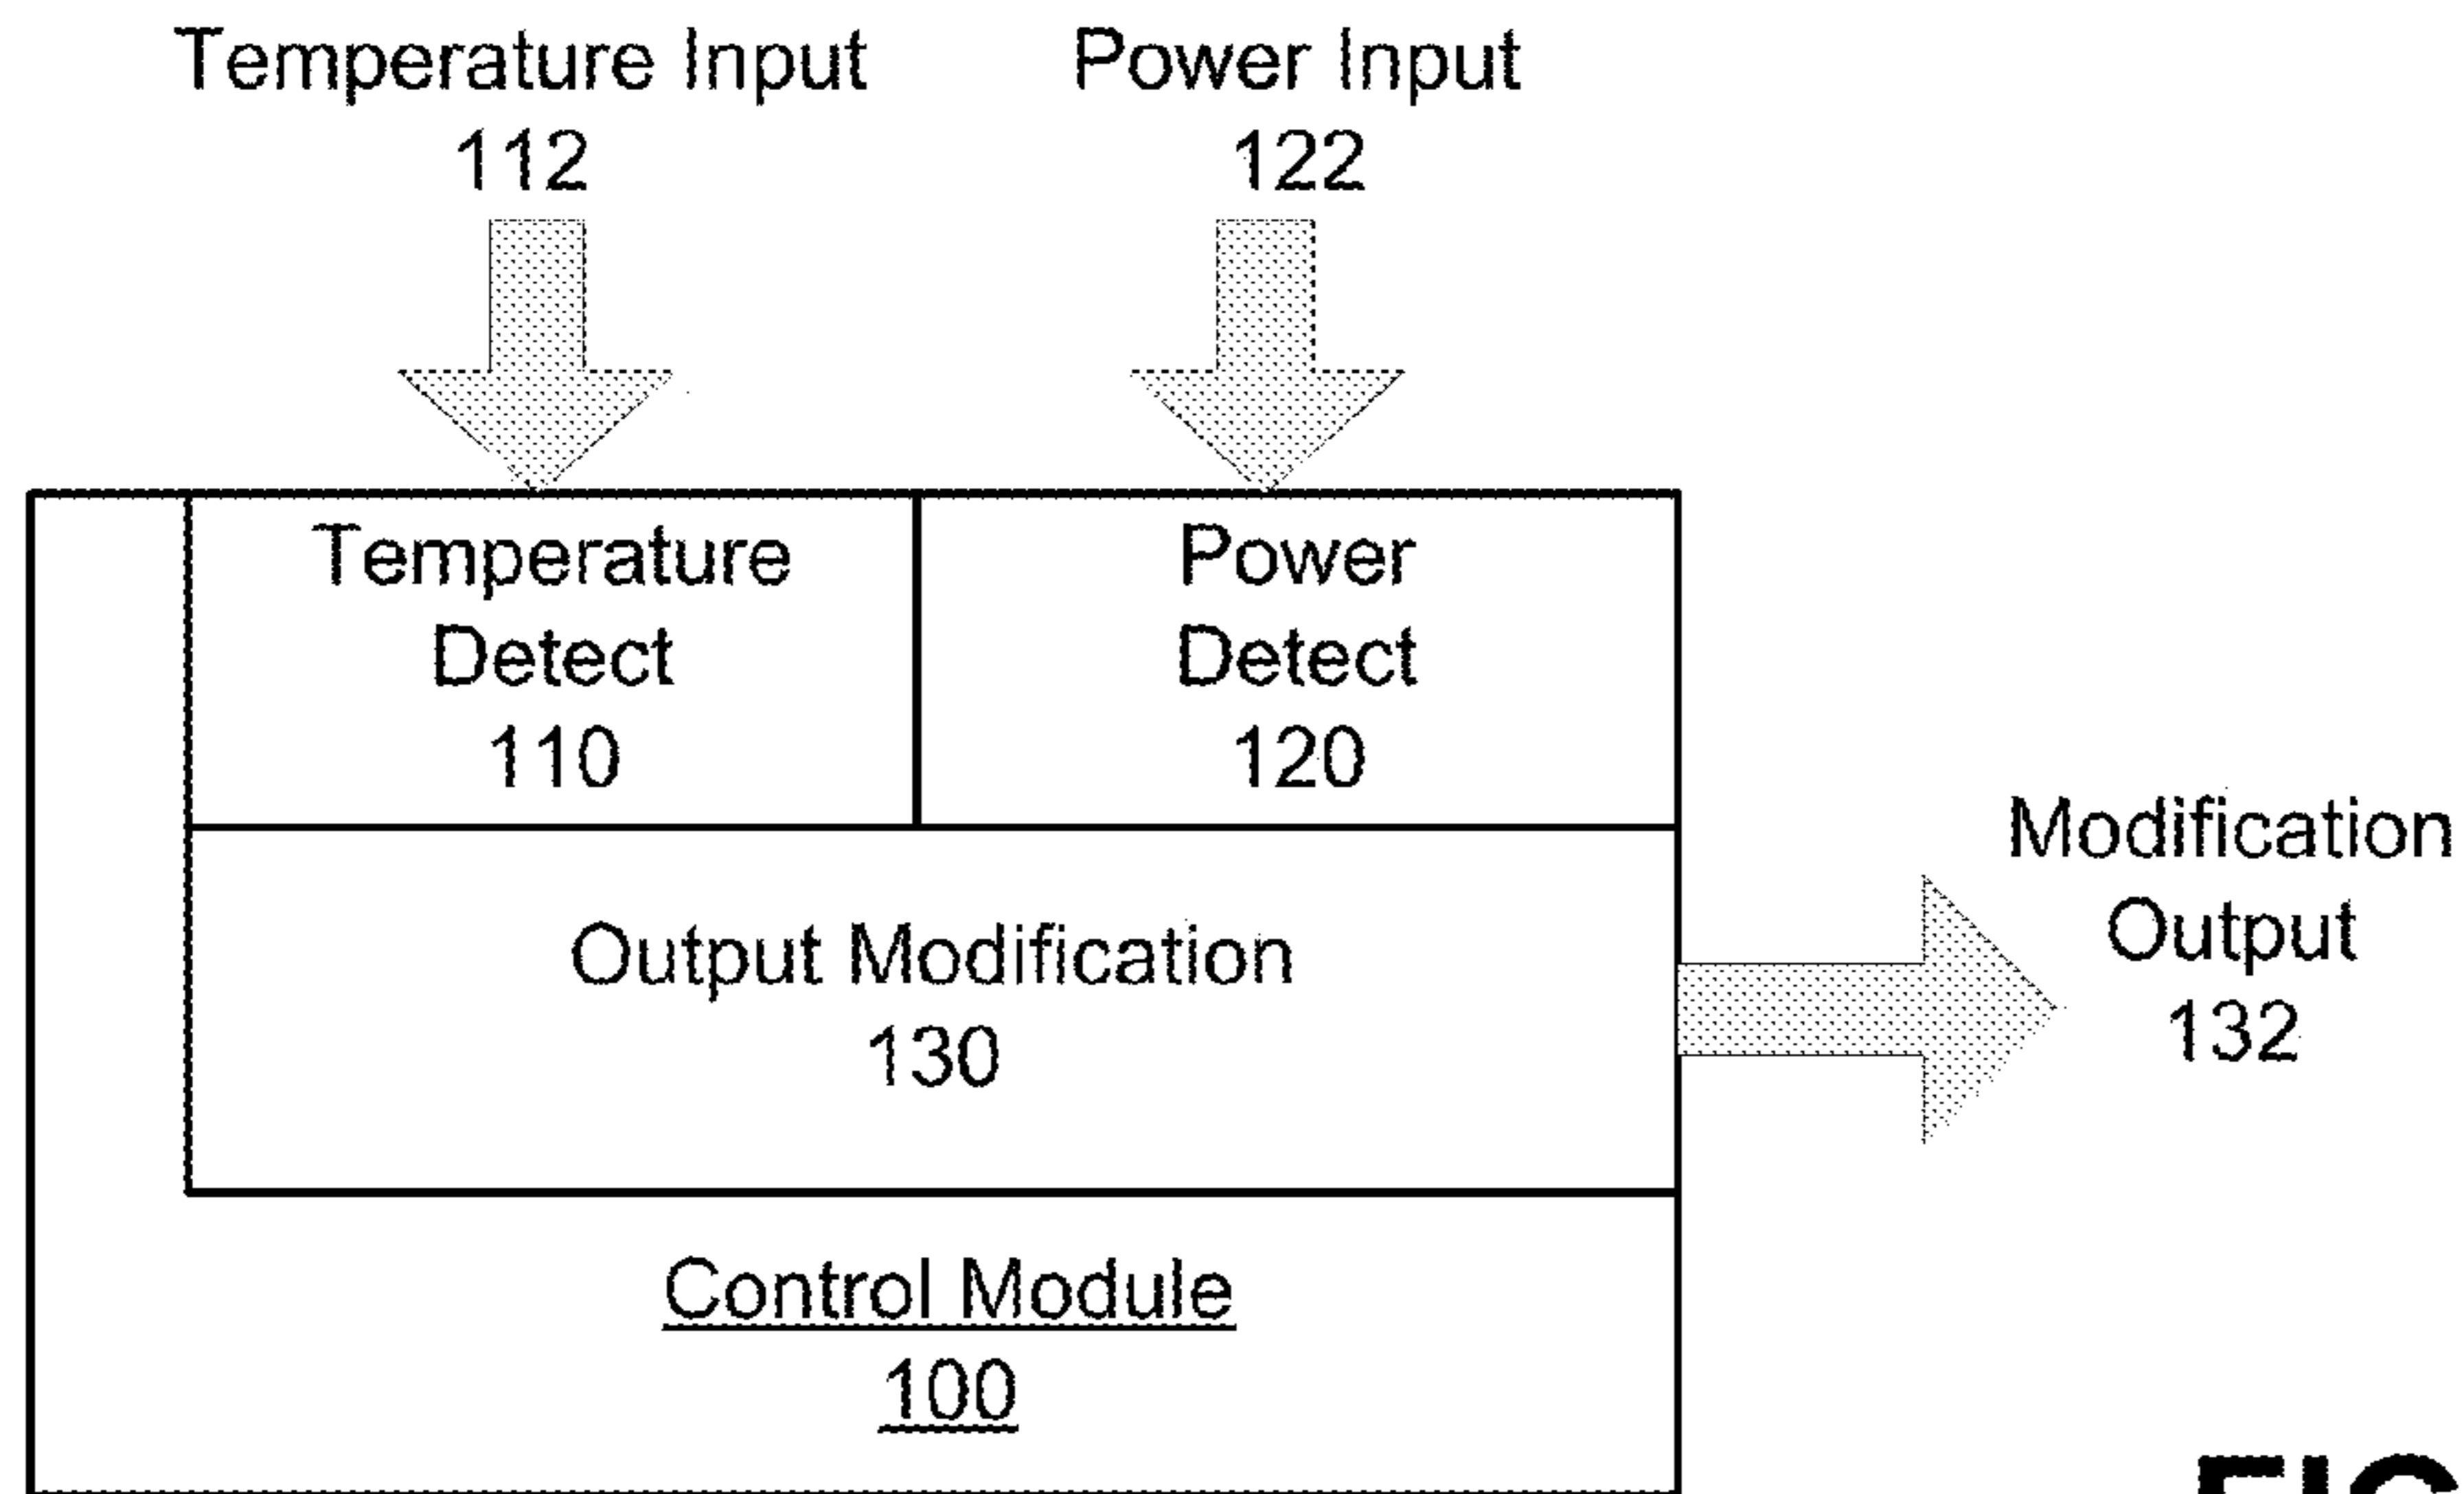 Temperature Input
112
Power Input
122
Temperature
Detect
110
Power
Detect
120
Output Modification
130
Modification
Output
132
Control Module
100